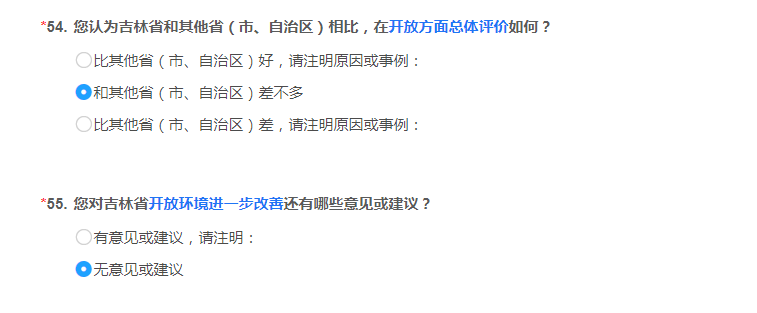 *54. 您认为吉林省和其他省（市、自治区）相比，在开放方面总体评价如何？
比其他省（市、自治区）好，请注明原因或事例：
和其他省（市、自治区）差不多
比其他省（市、自治区）差，请注明原因或事例：
*55. 您对吉林省开放环境进一步改善还有哪些意见或建议？
有意见或建议，请注明：
无意见或建议